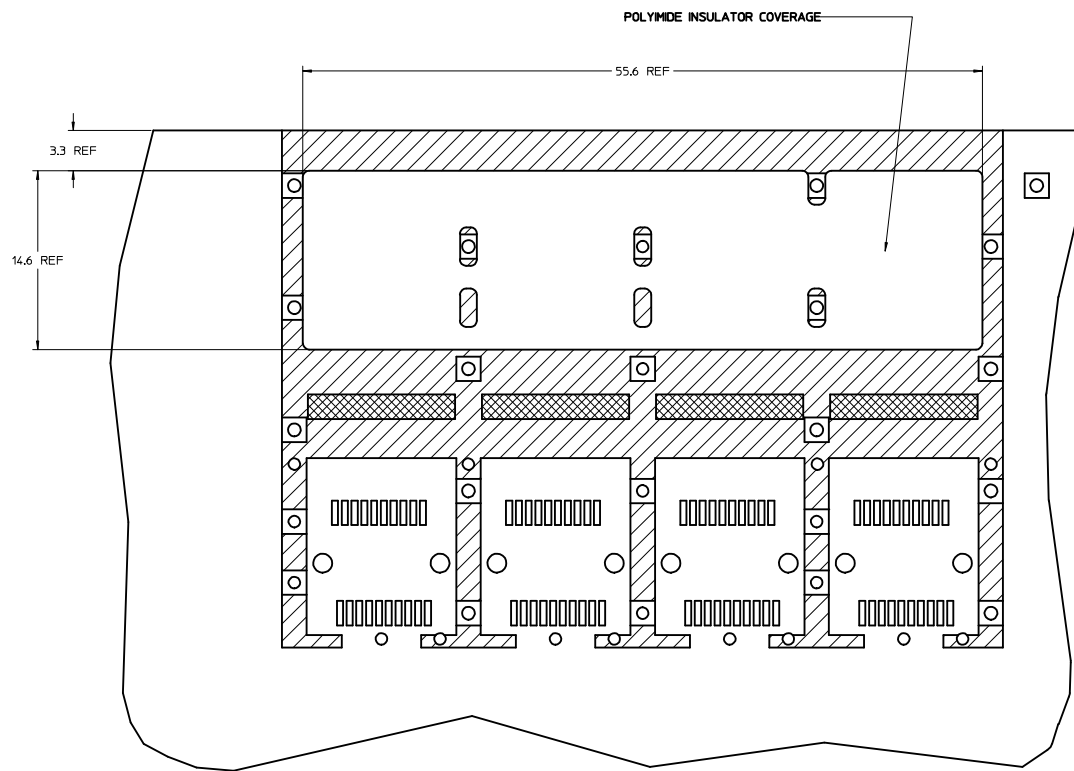 POLYIMIDE INSULATOR COVERAGE
55.6 REF
3.3 REF
14.6 REF